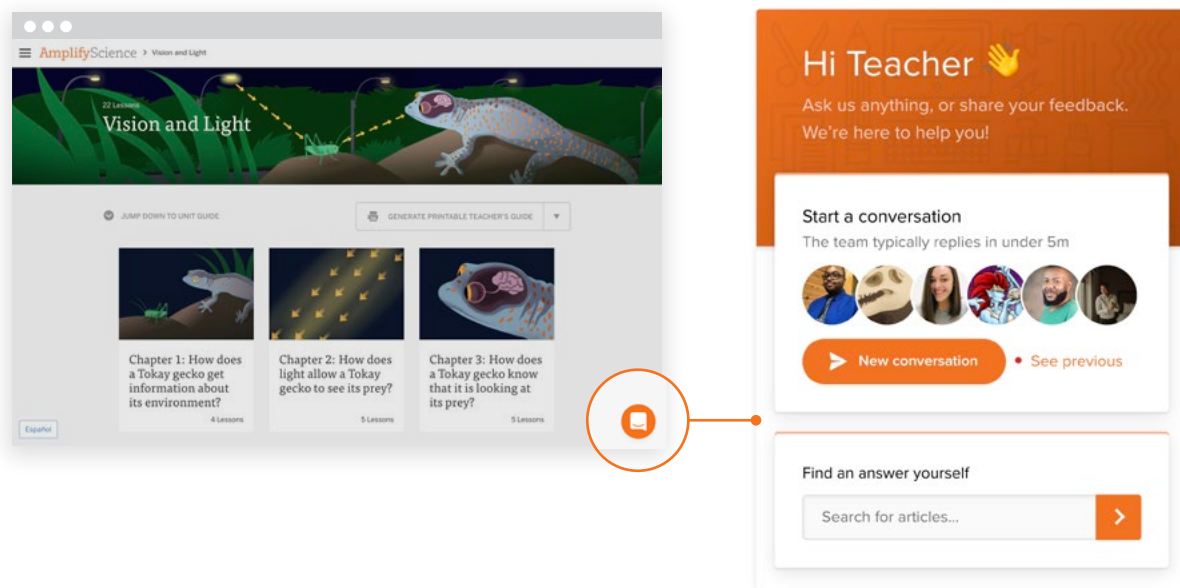 AmplifyScience > Vision and Light
22 Lessons
Vision and Light
JUMP DOWN TO UNIT GUIDE
GENERATE PRINTABLE TEACHER'S GUIDE
Chapter 1: How does
a Tokay gecko get
information about
its environment?
4 Lessons
Chapter 2: How does
light allow a Tokay
gecko to see its prey?
5 Lessons
Chapter 3: How does
a Tokay gecko know
that it is looking at
its prey?
5 Lessons
Español
Hi Teacher 👋
Ask us anything, or share your feedback.
We're here to help you!
Start a conversation
The team typically replies in under 5m
New conversation
• See previous
Find an answer yourself
Search for articles...